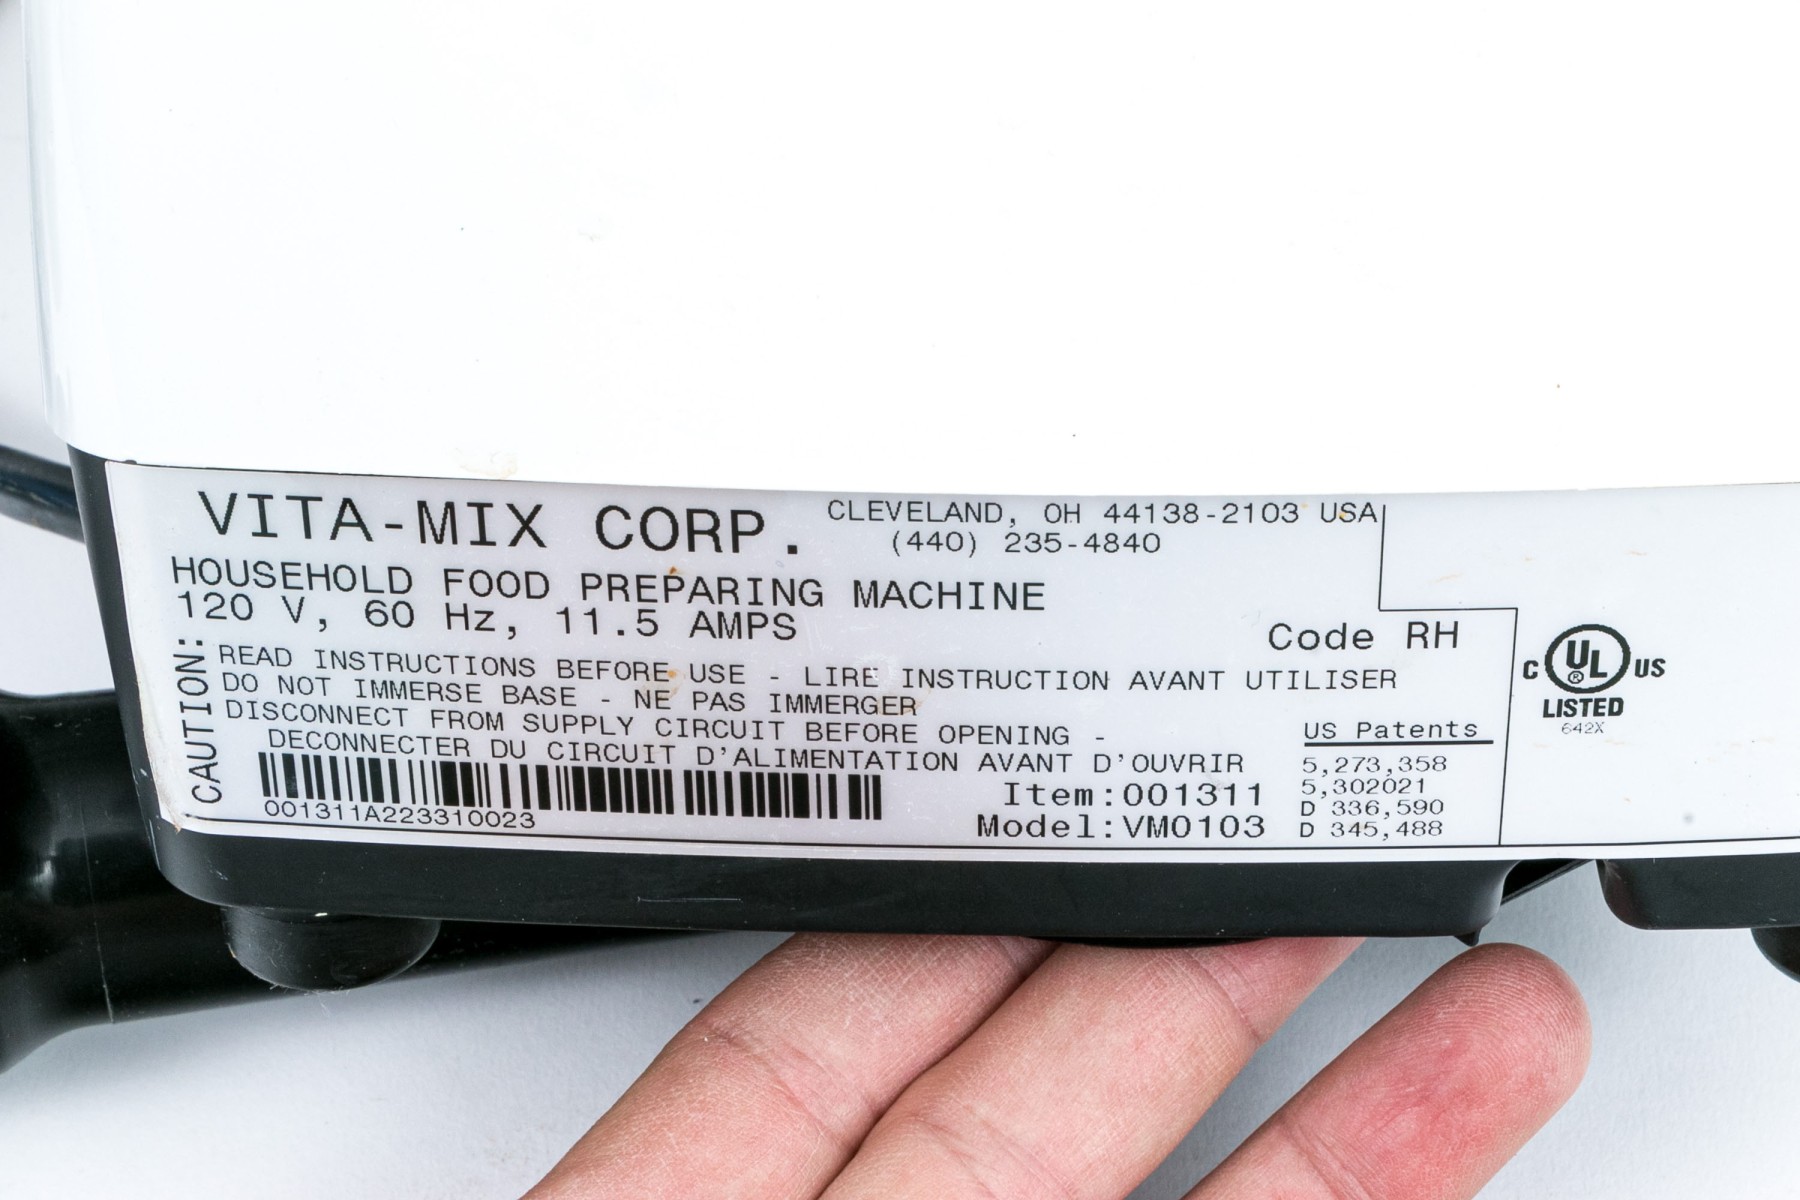 VITA-MIX CORP.
CLEVELAND, OH 44138-2103 USA
(440) 235-4840
HOUSEHOLD FOOD PREPARING MACHINE
120 V, 60 Hz, 11.5 AMPS
Code RH
CAUTION:
READ INSTRUCTIONS BEFORE USE - LIRE INSTRUCTION AVANT UTILISER
DO NOT IMMERSE BASE - NE PAS IMMERGER
DISCONNECT FROM SUPPLY CIRCUIT BEFORE OPENING -
DECONNECTER DU CIRCUIT D'ALIMENTATION AVANT D'OUVRIR
001311A223310023
Item:001311
Model:VM0103
US Patents
5,273,358
5,302021
D 336,590
D 345,488
C UL ® US
LISTED
642X